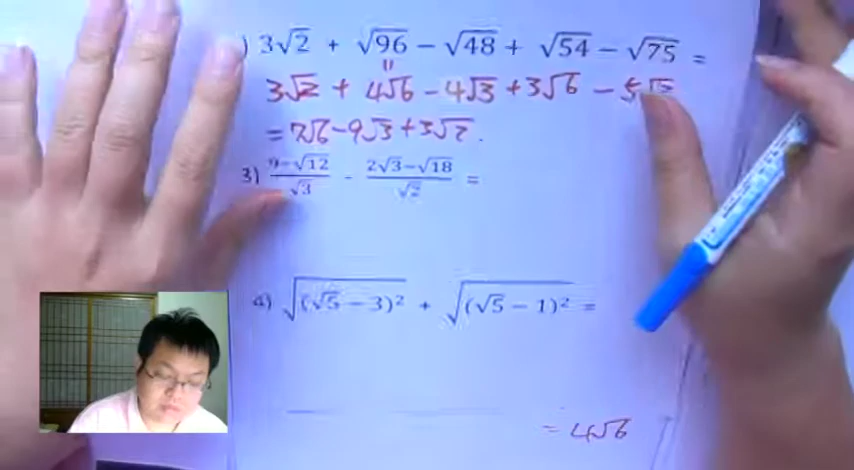 ) 3√2 + √96 − √48 + √54 − √75 =
3√2 + 4√6 − 4√3 + 3√6 − 5√3
= 7√6 − 9√3 + 3√2 .
3) (9−√12)/√3 − (2√3−√18)/√2 =
4) √((√5 − 3)²) + √((√5 − 1)²) =
= 4√6